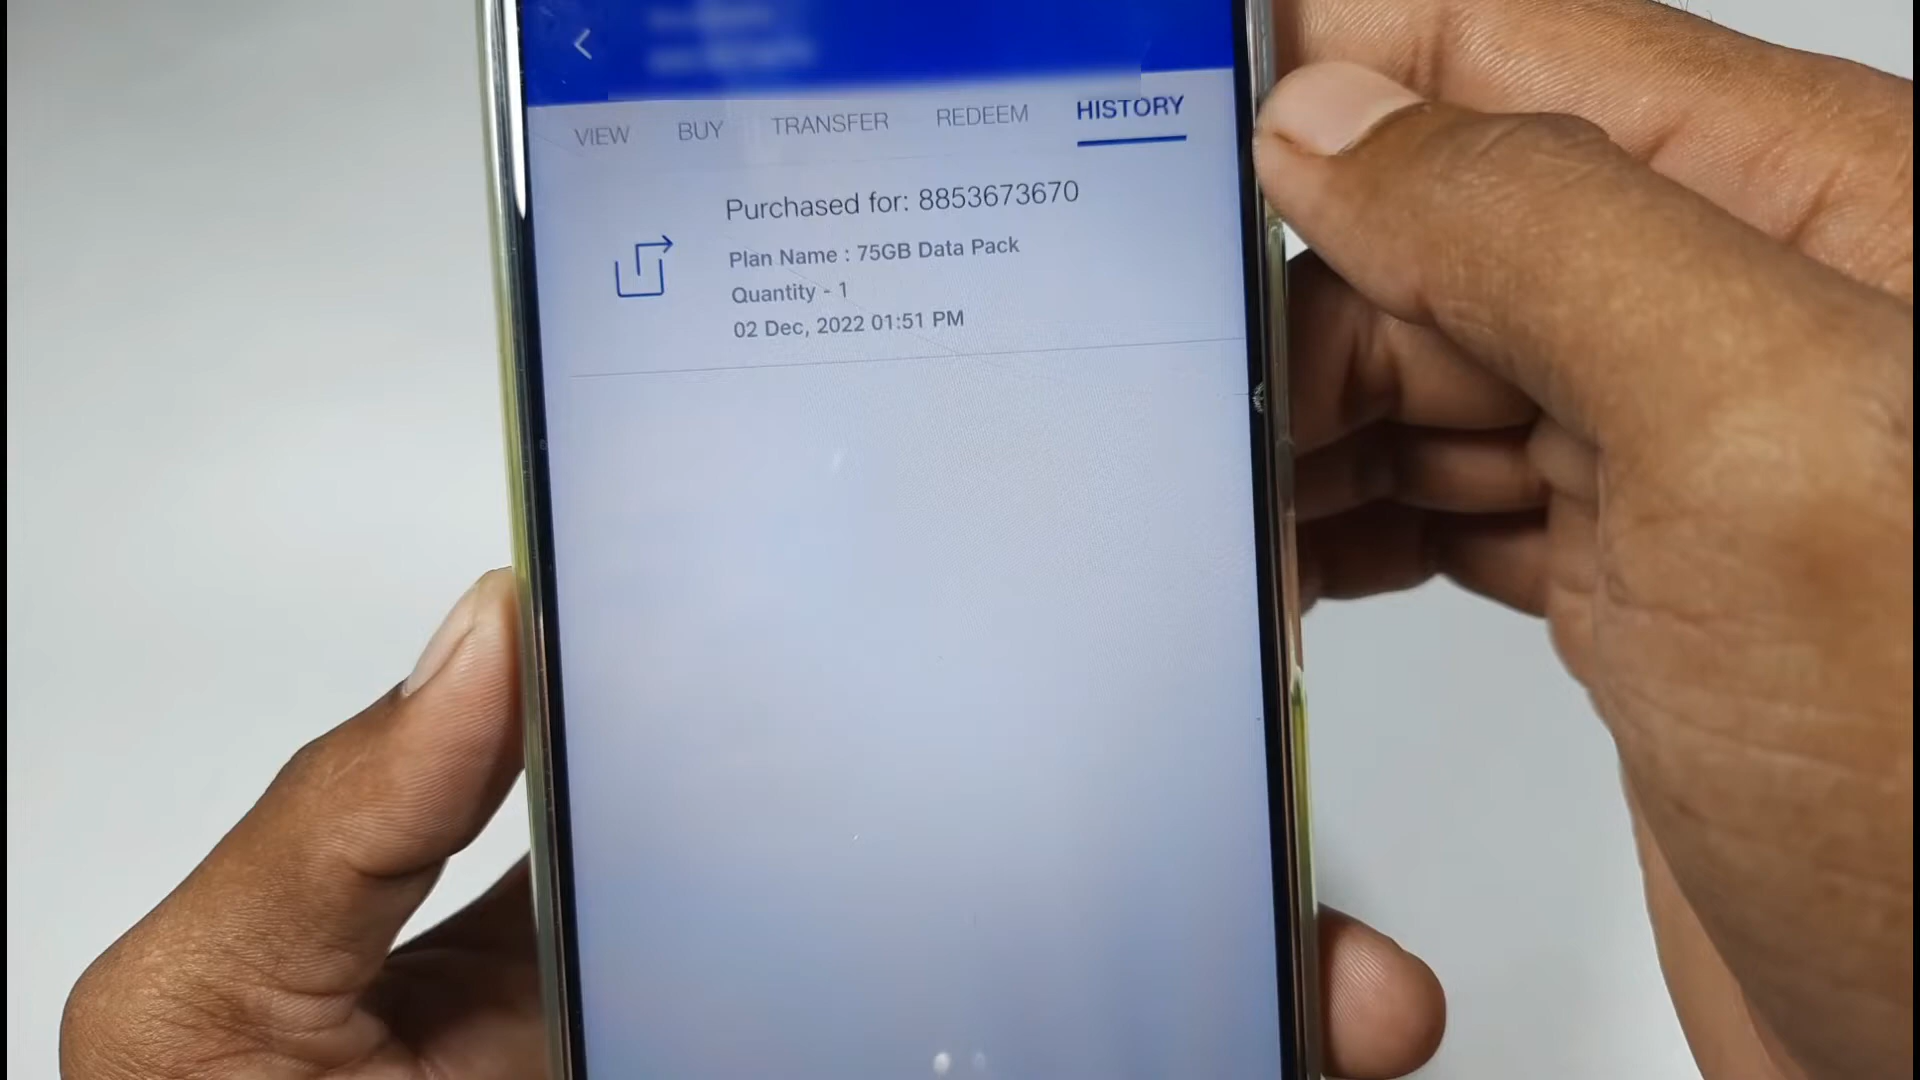 VIEW BUY TRANSFER REDEEM HISTORY
Purchased for: 8853673670
Plan Name : 75GB Data Pack
Quantity - 1
02 Dec, 2022 01:51 PM